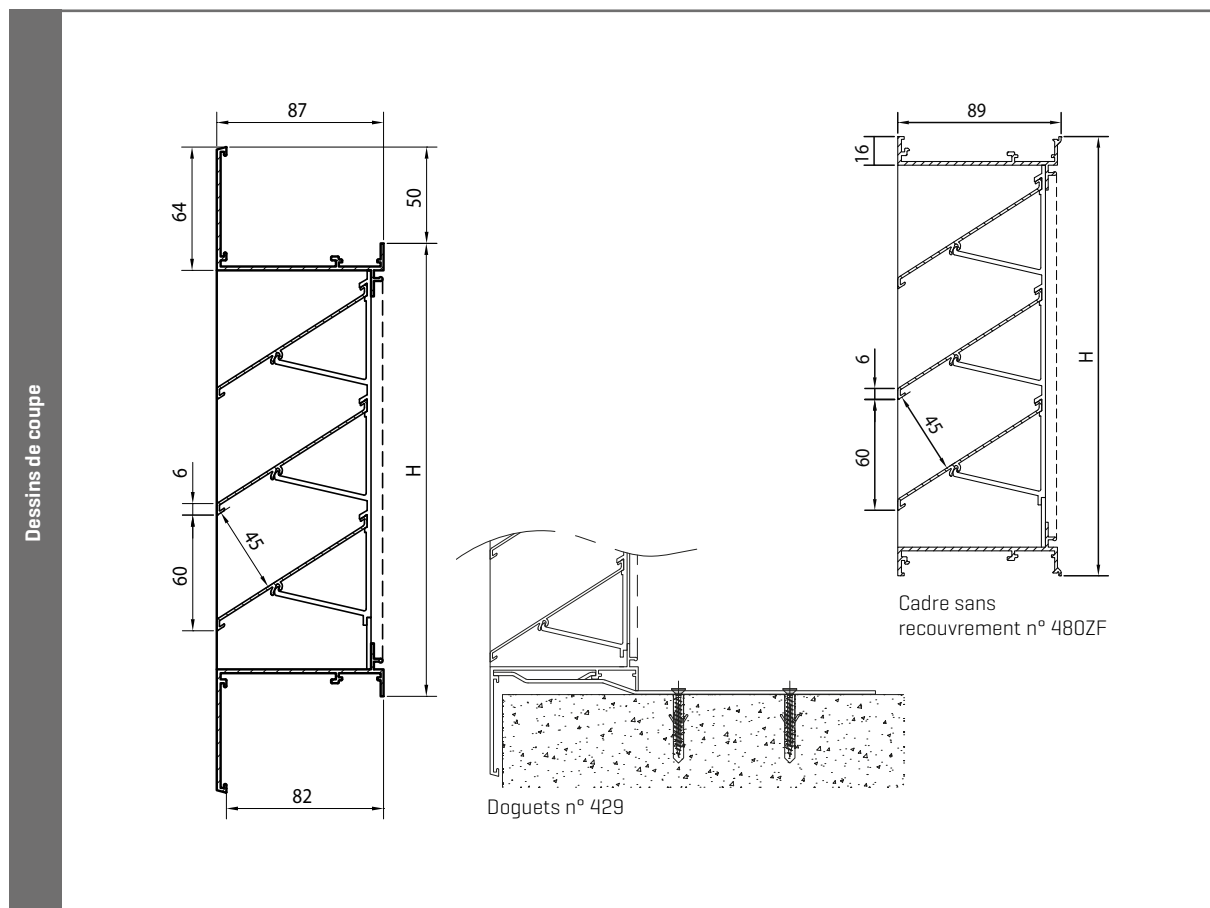 Dessins de coupe
87
64
50
H
6
45
60
82
Doguets n° 429
89
16
6
45
60
H
Cadre sans
recouvrement n° 480ZF